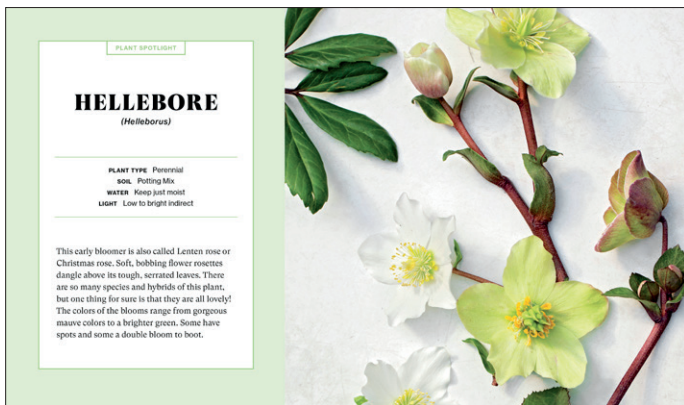 PLANT SPOTLIGHT
HELLEBORE
(Helleborus)
PLANT TYPE Perennial
SOIL Potting Mix
WATER Keep just moist
LIGHT Low to bright indirect
This early bloomer is also called Lenten rose or
Christmas rose. Soft, bobbing flower rosettes
dangle above its tough, serrated leaves. There
are so many species and hybrids of this plant,
but one thing for sure is that they are all lovely!
The colors of the blooms range from gorgeous
mauve colors to a brighter green. Some have
spots and some a double bloom to boot.